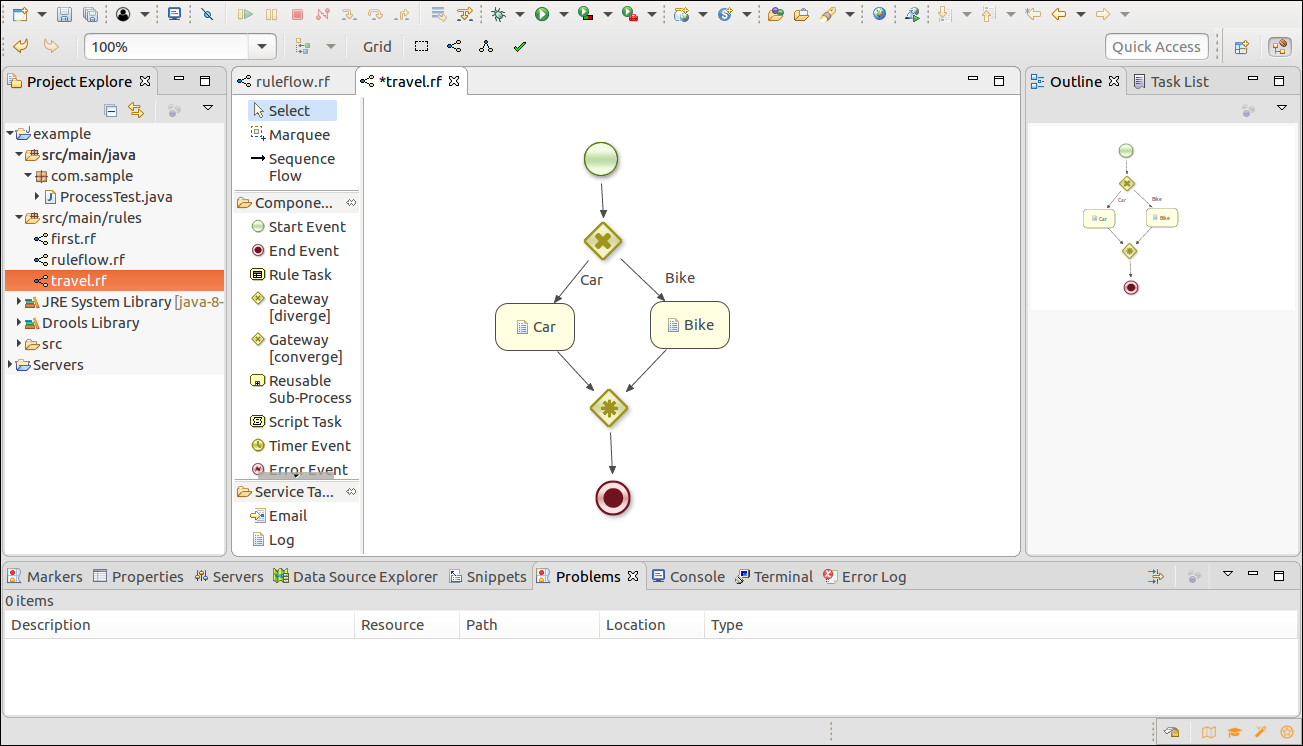 100%
Grid
Quick Access
Project Explore
example
src/main/java
com.sample
ProcessTest.java
src/main/rules
first.rf
ruleflow.rf
travel.rf
JRE System Library [java-8-
Drools Library
src
Servers
ruleflow.rf
*travel.rf
Select
Marquee
Sequence
Flow
Compone...
Start Event
End Event
Rule Task
Gateway
[diverge]
Gateway
[converge]
Reusable
Sub-Process
Script Task
Timer Event
Error Event
Service Ta...
Email
Log
Car
Bike
Car
Bike
Outline
Task List
Car
Bike
Car
Bike
Markers
Properties
Servers
Data Source Explorer
Snippets
Problems
Console
Terminal
Error Log
0 items
Description
Resource
Path
Location
Type